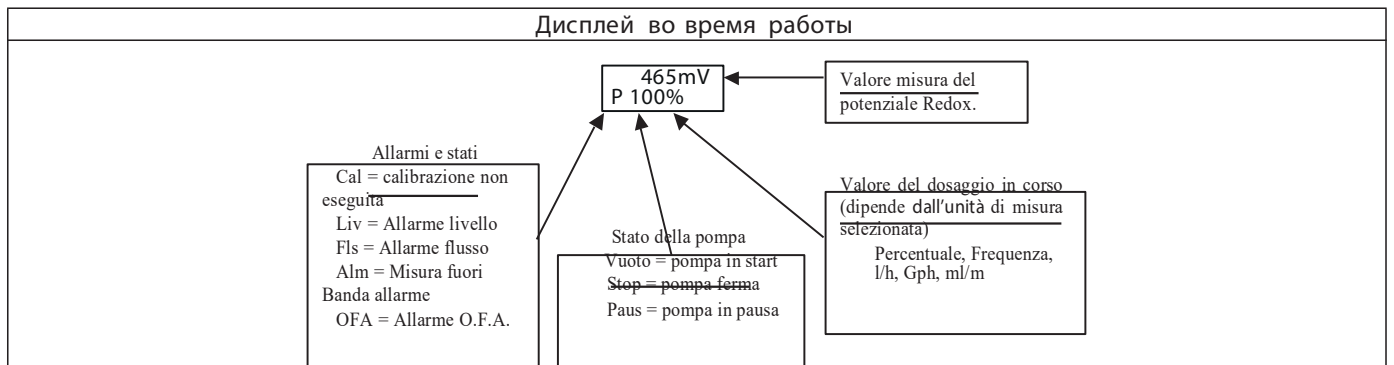 Дисплей во время работы
465mV
P 100%
Valore misura del
potenziale Redox.
Allarmi e stati
Cal = calibrazione non
eseguita
Liv = Allarme livello
Fls = Allarme flusso
Alm = Misura fuori
Banda allarme
OFA = Allarme O.F.A.
Stato della pompa
Vuoto = pompa in start
Stop = pompa ferma
Paus = pompa in pausa
Valore del dosaggio in corso
(dipende dall'unità di misura
selezionata)
Percentuale, Frequenza,
l/h, Gph, ml/m